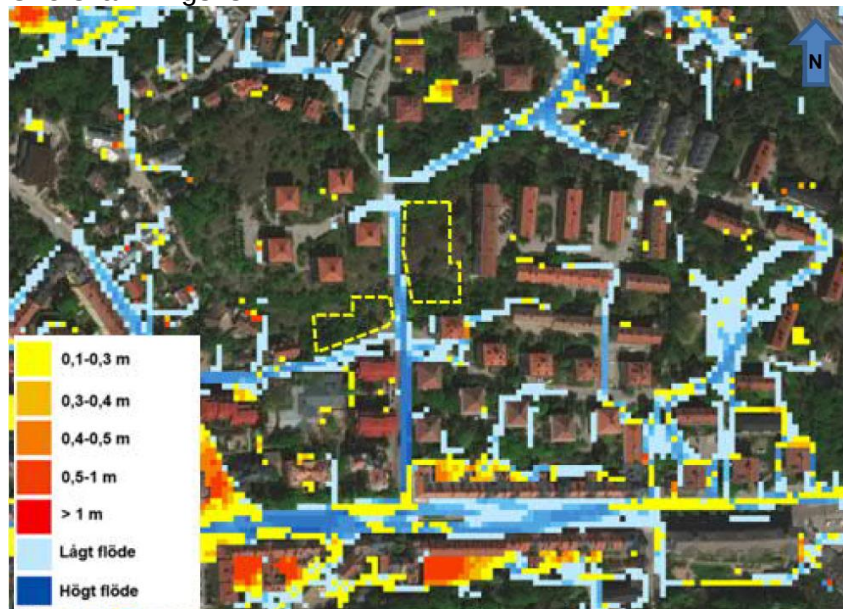 N
0,1-0,3 m
0,3-0,4 m
0,4-0,5 m
0,5-1 m
> 1 m
Lågt flöde
Högt flöde